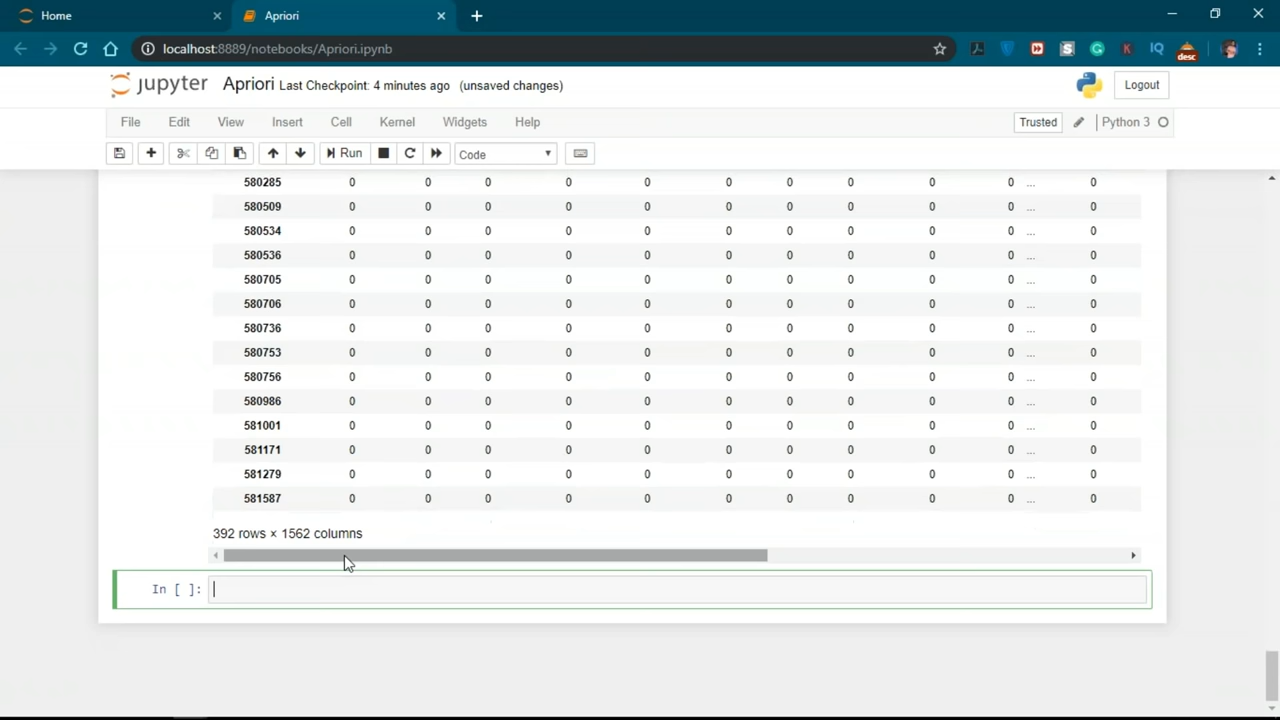 Home
Apriori
localhost:8889/notebooks/Apriori.ipynb
desc
jupyter Apriori Last Checkpoint: 4 minutes ago (unsaved changes)
Logout
File Edit View Insert Cell Kernel Widgets Help
Trusted
Python 3
Run
Code
580285 0 0 0 0 0 0 0 0 0 0 ... 0
580509 0 0 0 0 0 0 0 0 0 0 ... 0
580534 0 0 0 0 0 0 0 0 0 0 ... 0
580536 0 0 0 0 0 0 0 0 0 0 ... 0
580705 0 0 0 0 0 0 0 0 0 0 ... 0
580706 0 0 0 0 0 0 0 0 0 0 ... 0
580736 0 0 0 0 0 0 0 0 0 0 ... 0
580753 0 0 0 0 0 0 0 0 0 0 ... 0
580756 0 0 0 0 0 0 0 0 0 0 ... 0
580986 0 0 0 0 0 0 0 0 0 0 ... 0
581001 0 0 0 0 0 0 0 0 0 0 ... 0
581171 0 0 0 0 0 0 0 0 0 0 ... 0
581279 0 0 0 0 0 0 0 0 0 0 ... 0
581587 0 0 0 0 0 0 0 0 0 0 ... 0
392 rows × 1562 columns
In [ ]: